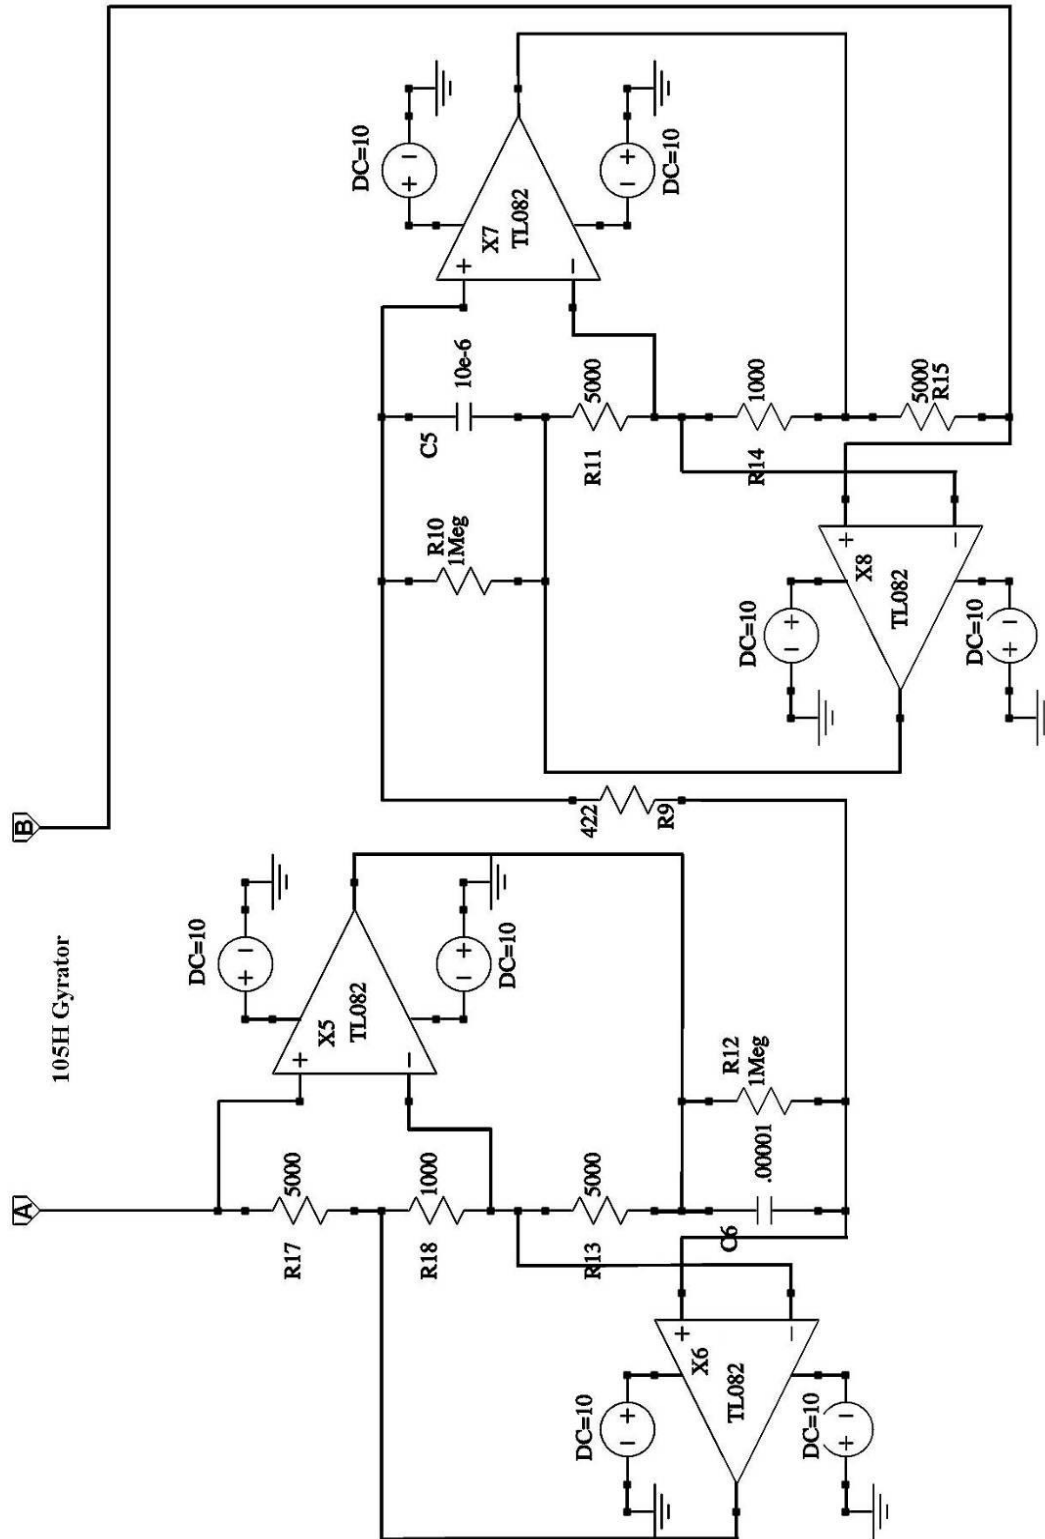 105H Gyrator
A
B
R17
5000
R18
1000
R13
5000
C6
.00001
R12
1Meg
+
−
X5
TL082
DC=10
+ −
DC=10
− +
+
−
X6
TL082
DC=10
− +
DC=10
+ −
422
R9
R10
1Meg
C5
10e-6
R11
5000
R14
1000
5000
R15
+
−
X7
TL082
DC=10
+ −
DC=10
− +
+
−
X8
TL082
DC=10
− +
DC=10
+ −